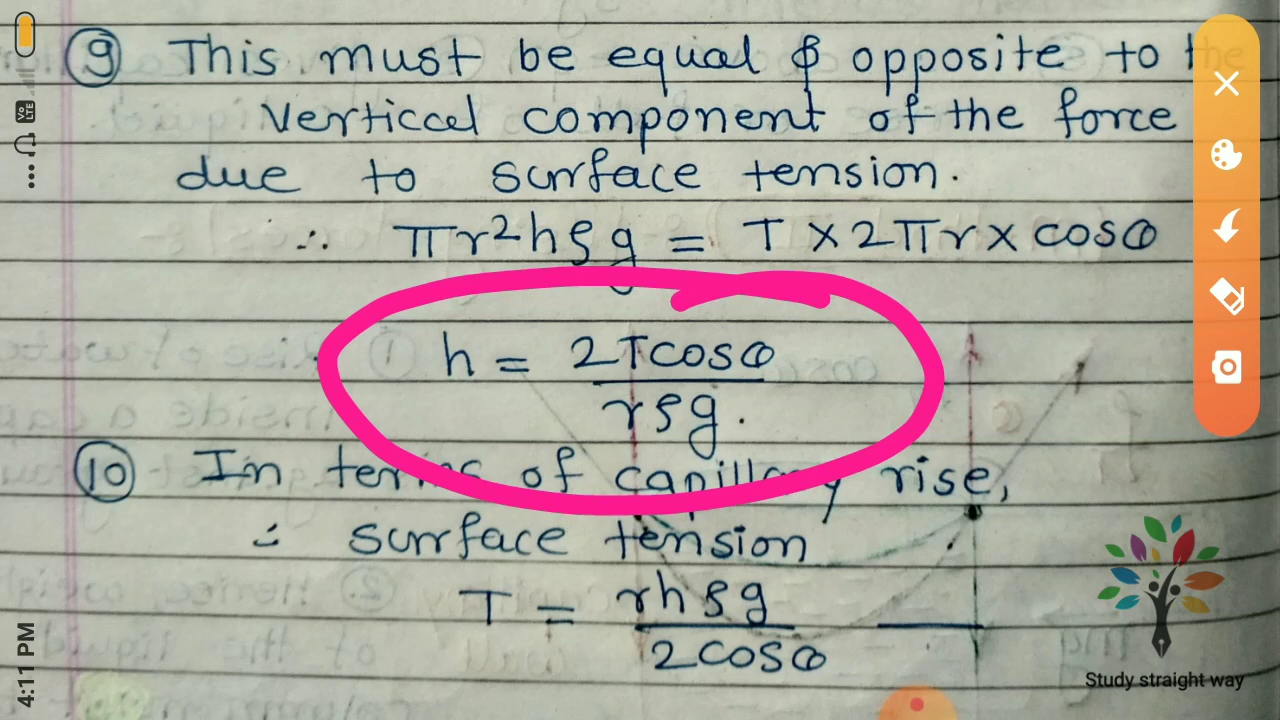 ⑨ This must be equal & opposite to the
Vertical component of the force
due to surface tension.
∴ πr²hρg = T × 2πr × cosθ
h = 2Tcosθ
rρg.
⑩ In terms of capillary rise,
∴ surface tension
T = rhρg
2cosθ
Study straight way
4:11 PM
Vo
LTE